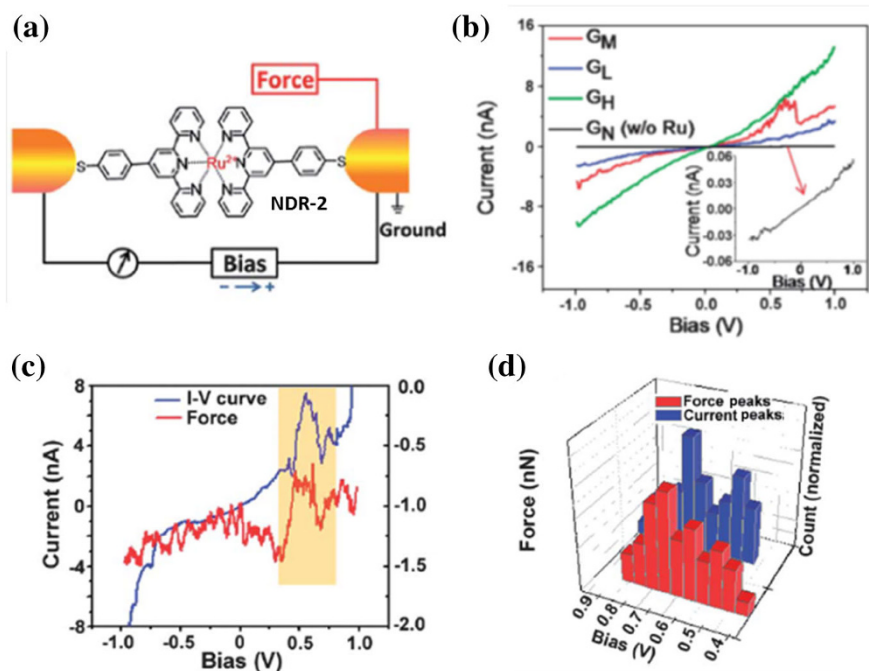 (a)
Force
N
N
N
N
N
N
Ru2+
S
S
NDR-2
Ground
Bias
- → +
(b)
16
8
0
-8
-16
Current (nA)
GM
GL
GH
GN (w/o Ru)
0.06
0.03
0.00
-0.03
-0.06
Current (nA)
-1.0 0 1.0
Bias (V)
-1.0 -0.5 0.0 0.5 1.0
Bias (V)
(c)
8
4
0
-4
-8
Current (nA)
I-V curve
Force
0.0
-0.5
-1.0
-1.5
-2.0
-1.0 -0.5 0 0.5 1.0
Bias (V)
(d)
Force (nN)
Force peaks
Current peaks
Count (normalized)
0.9 0.8 0.7 0.6 0.5 0.4
Bias (V)